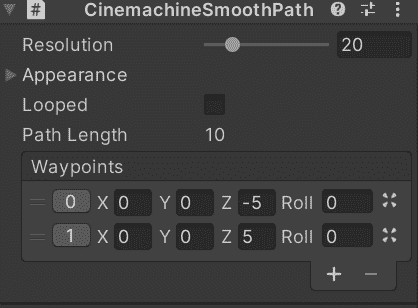 # CinemachineSmoothPath ?
Resolution 20
Appearance
Looped
Path Length 10
Waypoints
0 X 0 Y 0 Z -5 Roll 0
1 X 0 Y 0 Z 5 Roll 0
+ −